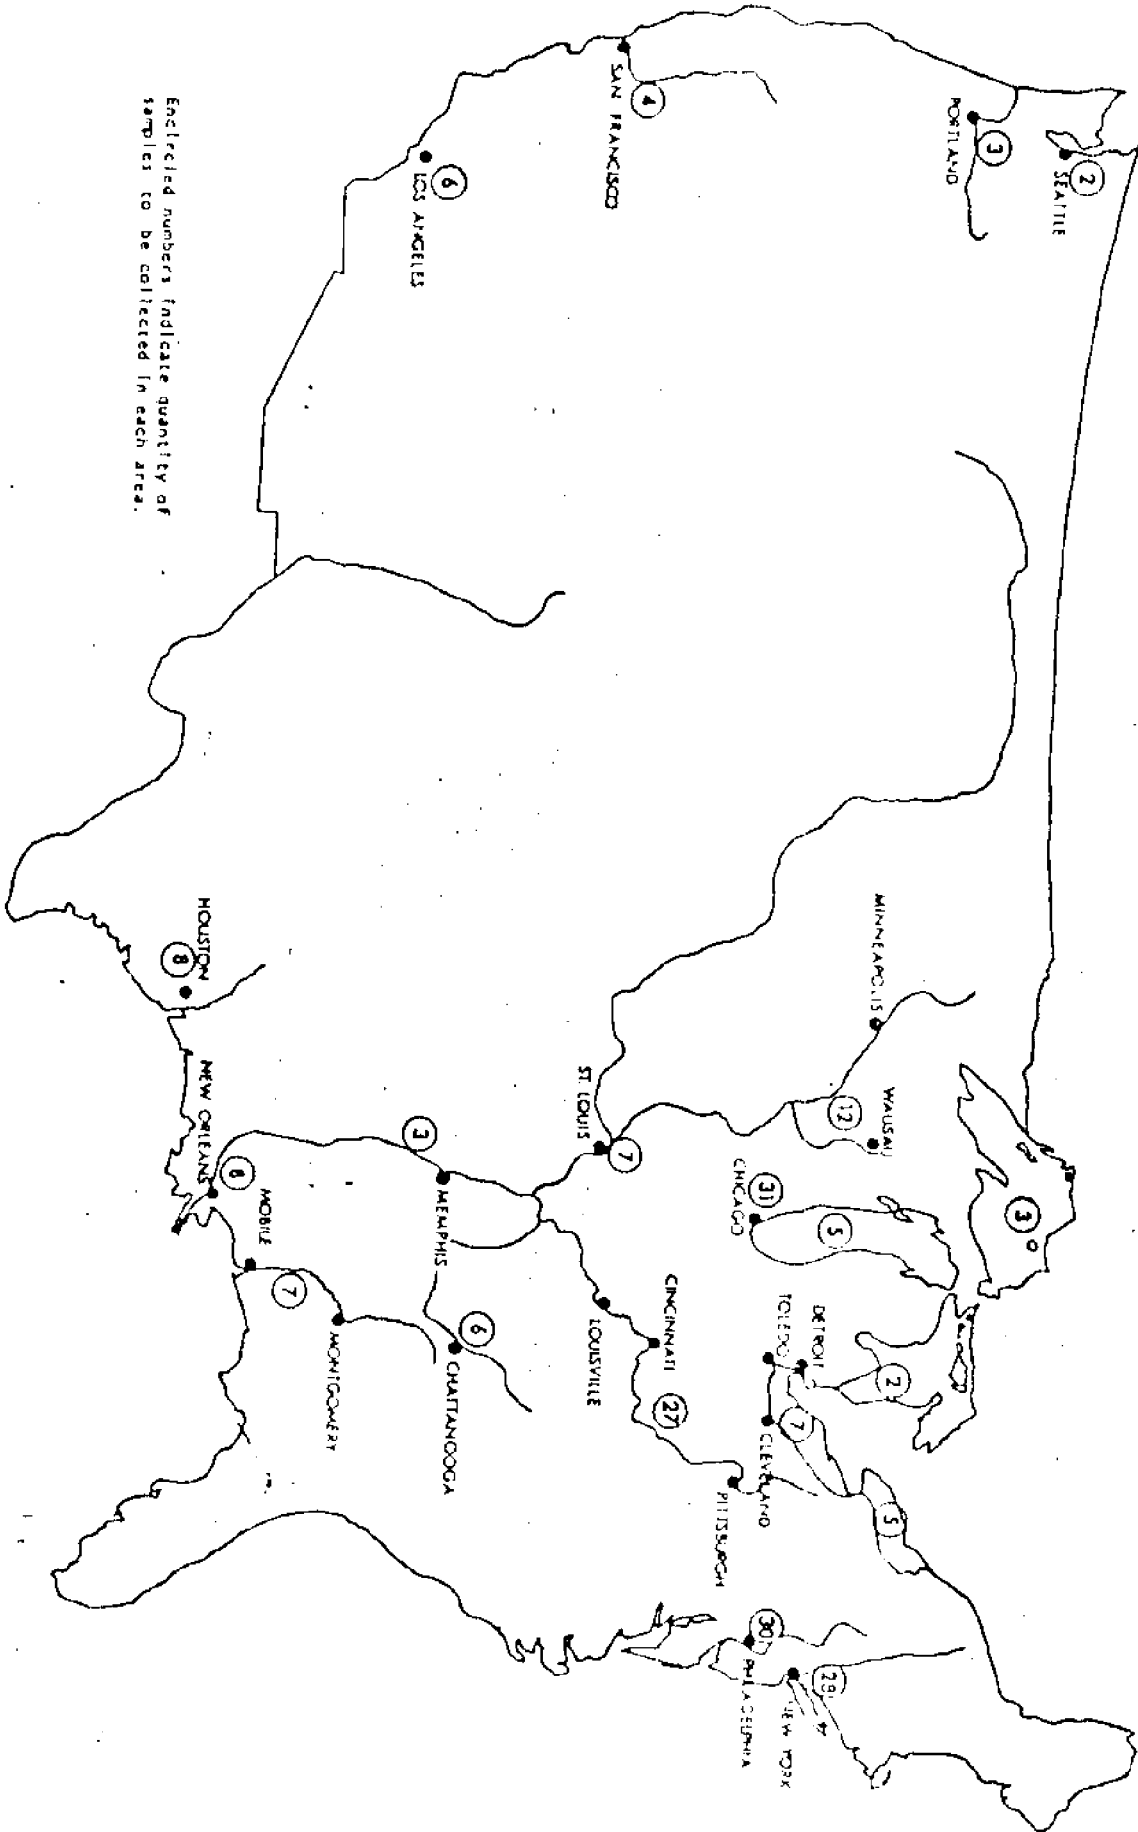 SEATTLE
2
PORTLAND
3
SAN FRANCISCO
4
LOS ANGELES
6
MINNEAPOLIS
WAUSAU
12
3
CHICAGO
31
5
DETROIT
TOLEDO
2
7
CLEVELAND
5
PITTSBURGH
27
CINCINNATI
LOUISVILLE
ST. LOUIS
7
NEW YORK
28
PHILADELPHIA
30
MEMPHIS
3
CHATTANOOGA
6
MONTGOMERY
7
MOBILE
NEW ORLEANS
8
HOUSTON
8
Encircled numbers indicate quantity of
samples to be collected in each area.